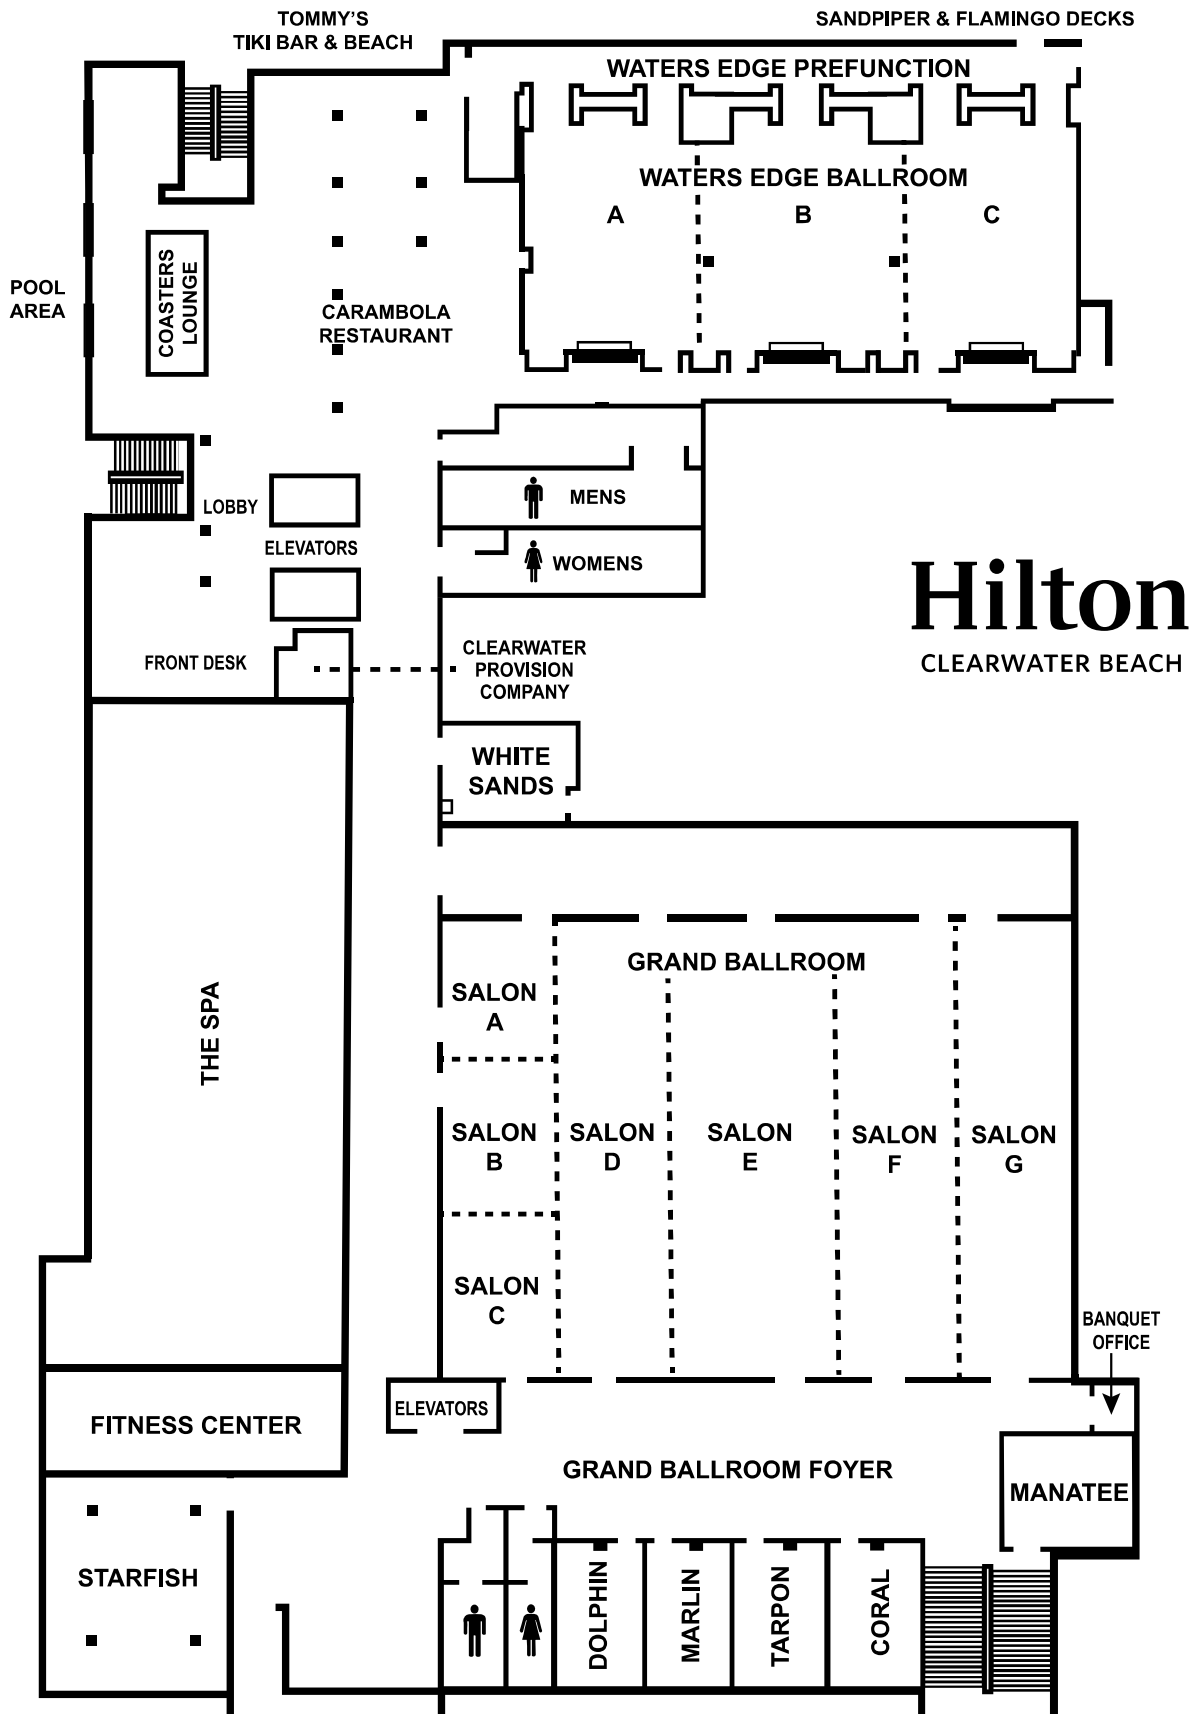 TOMMY'S
TIKI BAR & BEACH
SANDPIPER & FLAMINGO DECKS
WATERS EDGE PREFUNCTION
WATERS EDGE BALLROOM
A
B
C
POOL
AREA
COASTERS
LOUNGE
CARAMBOLA
RESTAURANT
LOBBY
MENS
ELEVATORS
WOMENS
Hilton
CLEARWATER BEACH
FRONT DESK
CLEARWATER
PROVISION
COMPANY
WHITE
SANDS
GRAND BALLROOM
SALON
A
THE SPA
SALON
B
SALON
D
SALON
E
SALON
F
SALON
G
SALON
C
BANQUET
OFFICE
ELEVATORS
FITNESS CENTER
GRAND BALLROOM FOYER
MANATEE
STARFISH
DOLPHIN
MARLIN
TARPON
CORAL